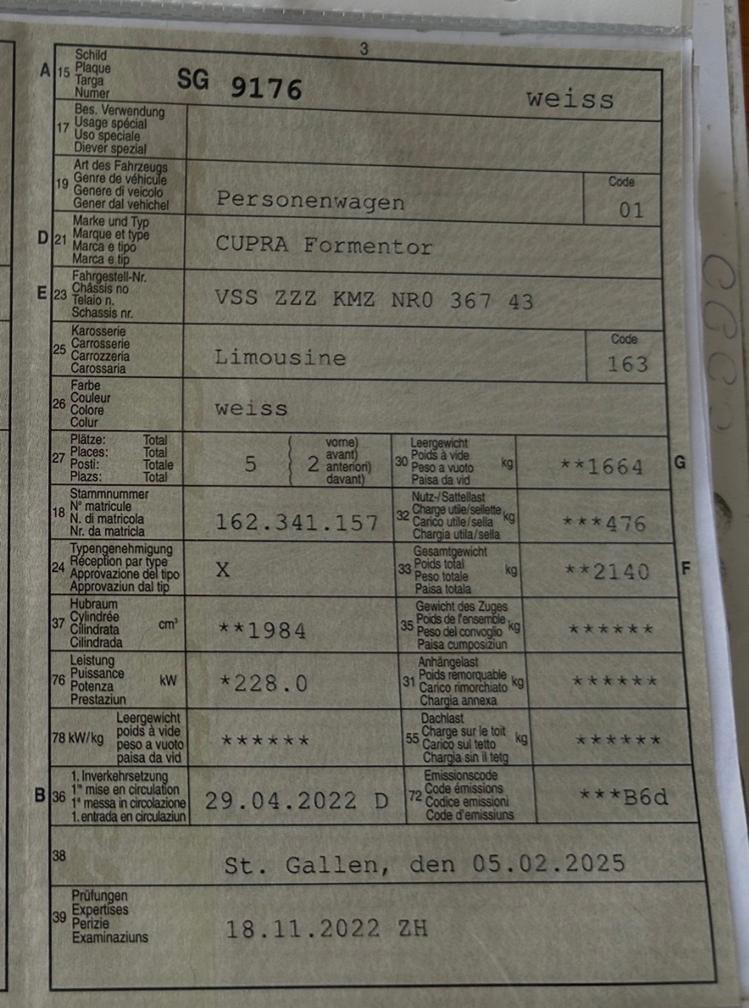 3
A 15 Schild
Plaque
Targa
Numer
SG 9176 weiss
17 Bes. Verwendung
Usage spécial
Uso speciale
Diever spezial
19 Art des Fahrzeugs
Genre de véhicule
Genere di veicolo
Gener dal vehichel
Personenwagen
Code
01
D 21 Marke und Typ
Marque et type
Marca e tipo
Marca e tip
CUPRA Formentor
E 23 Fahrgestell-Nr.
Châssis no
Telaio n.
Schassis nr.
VSS ZZZ KMZ NR0 367 43
25 Karosserie
Carrosserie
Carrozzeria
Carossaria
Limousine
Code
163
26 Farbe
Couleur
Colore
Colur
weiss
27 Plätze: Total
Places: Total
Posti: Totale
Plazs: Total
5 ( 2 vorne)
avant)
anteriori)
davant)
30 Leergewicht
Poids à vide
Peso a vuoto
Paisa da vid
kg
**1664 G
18 Stammnummer
N° matricule
N. di matricola
Nr. da matricla
162.341.157
32 Nutz-/Sattellast
Charge utile/sellette
Carico utile/sella
Chargia utila/sella
kg
***476
24 Typengenehmigung
Réception par type
Approvazione del tipo
Approvaziun dal tip
X
33 Gesamtgewicht
Poids total
Peso totale
Paisa totala
kg
**2140 F
37 Hubraum
Cylindrée
Cilindrata
Cilindrada
cm³
**1984
35 Gewicht des Zuges
Poids de l'ensemble
Peso del convoglio
Paisa cumposiziun
kg
******
76 Leistung
Puissance
Potenza
Prestaziun
kW
*228.0
31 Anhängelast
Poids remorquable
Carico rimorchiato
Chargia annexa
kg
******
78 kW/kg Leergewicht
poids à vide
peso a vuoto
paisa da vid
******
55 Dachlast
Charge sur le toit
Carico sul tetto
Chargia sin il tetg
kg
******
B 36 1. Inverkehrsetzung
1re mise en circulation
1a messa in circolazione
1. entrada en circulaziun
29.04.2022 D
72 Emissionscode
Code émissions
Codice emissioni
Code d'emissiuns
***B6d
38
St. Gallen, den 05.02.2025
39 Prüfungen
Expertises
Perizie
Examinaziuns
18.11.2022 ZH